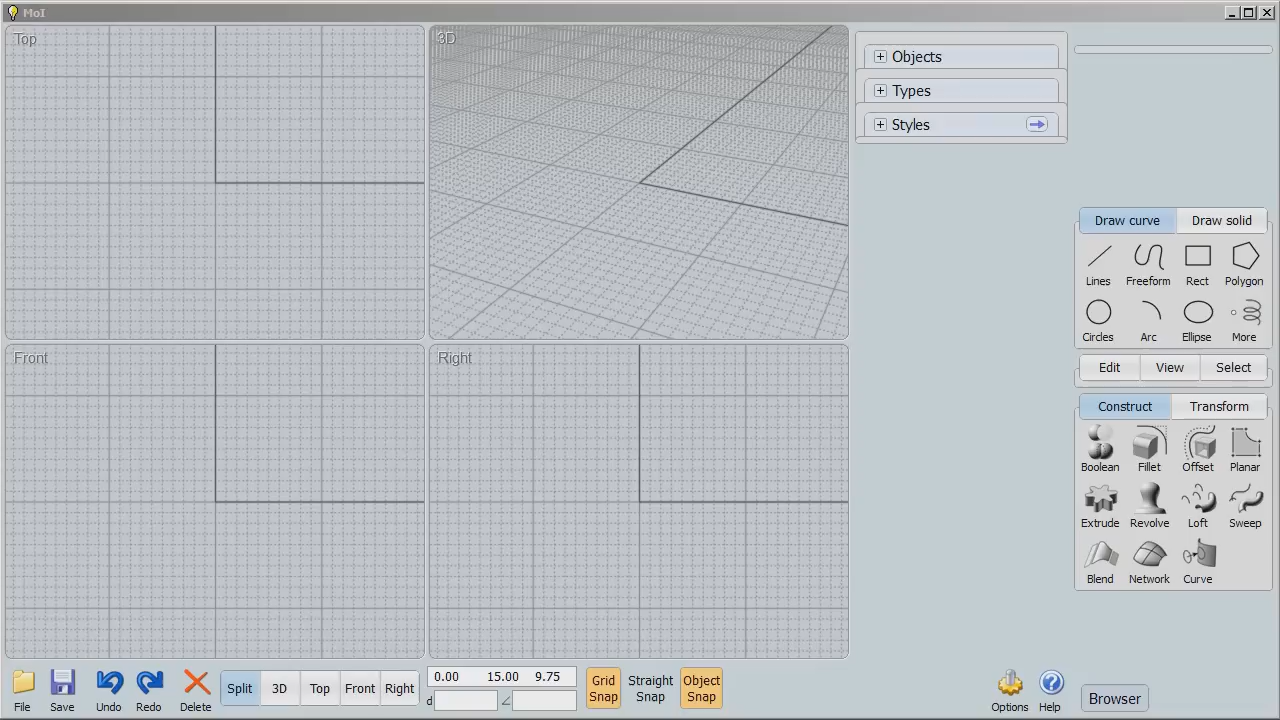 MoI
Top
3D
Front
Right
Objects
Types
Styles
Draw curve Draw solid
Lines Freeform Rect Polygon
Circles Arc Ellipse More
Edit View Select
Construct Transform
Boolean Fillet Offset Planar
Extrude Revolve Loft Sweep
Blend Network Curve
File Save Undo Redo Delete
Split 3D Top Front Right
0.00 15.00 9.75
d ∠
Grid Snap
Straight Snap
Object Snap
Options Help
Browser